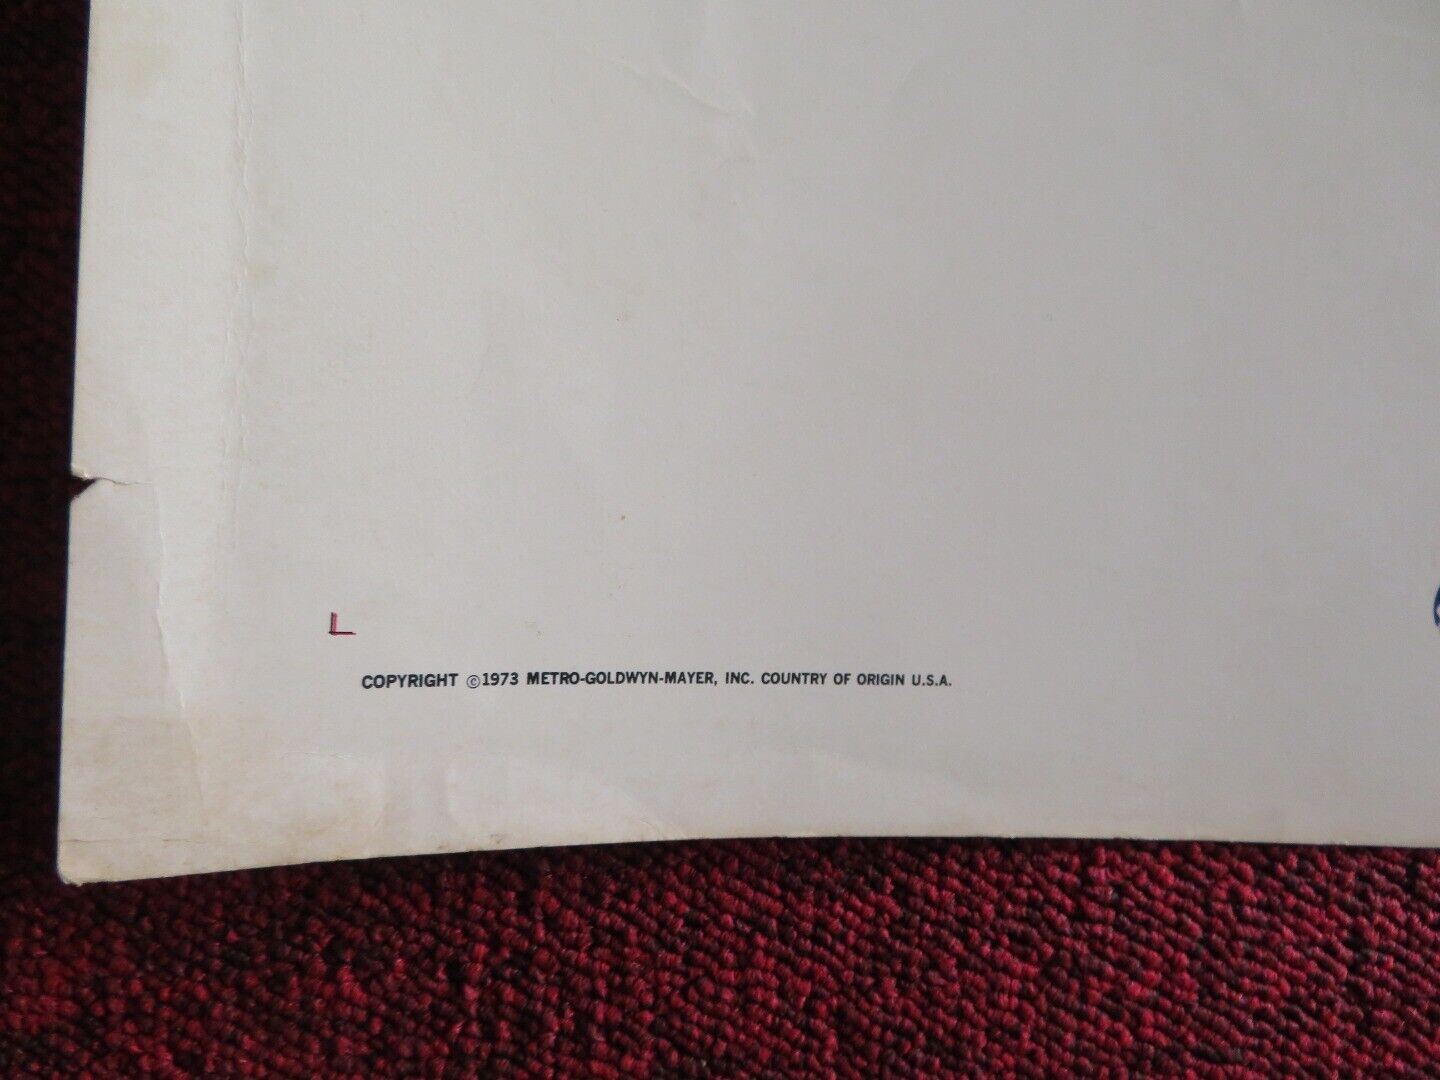 COPYRIGHT ©1973 METRO-GOLDWYN-MAYER, INC. COUNTRY OF ORIGIN U.S.A.